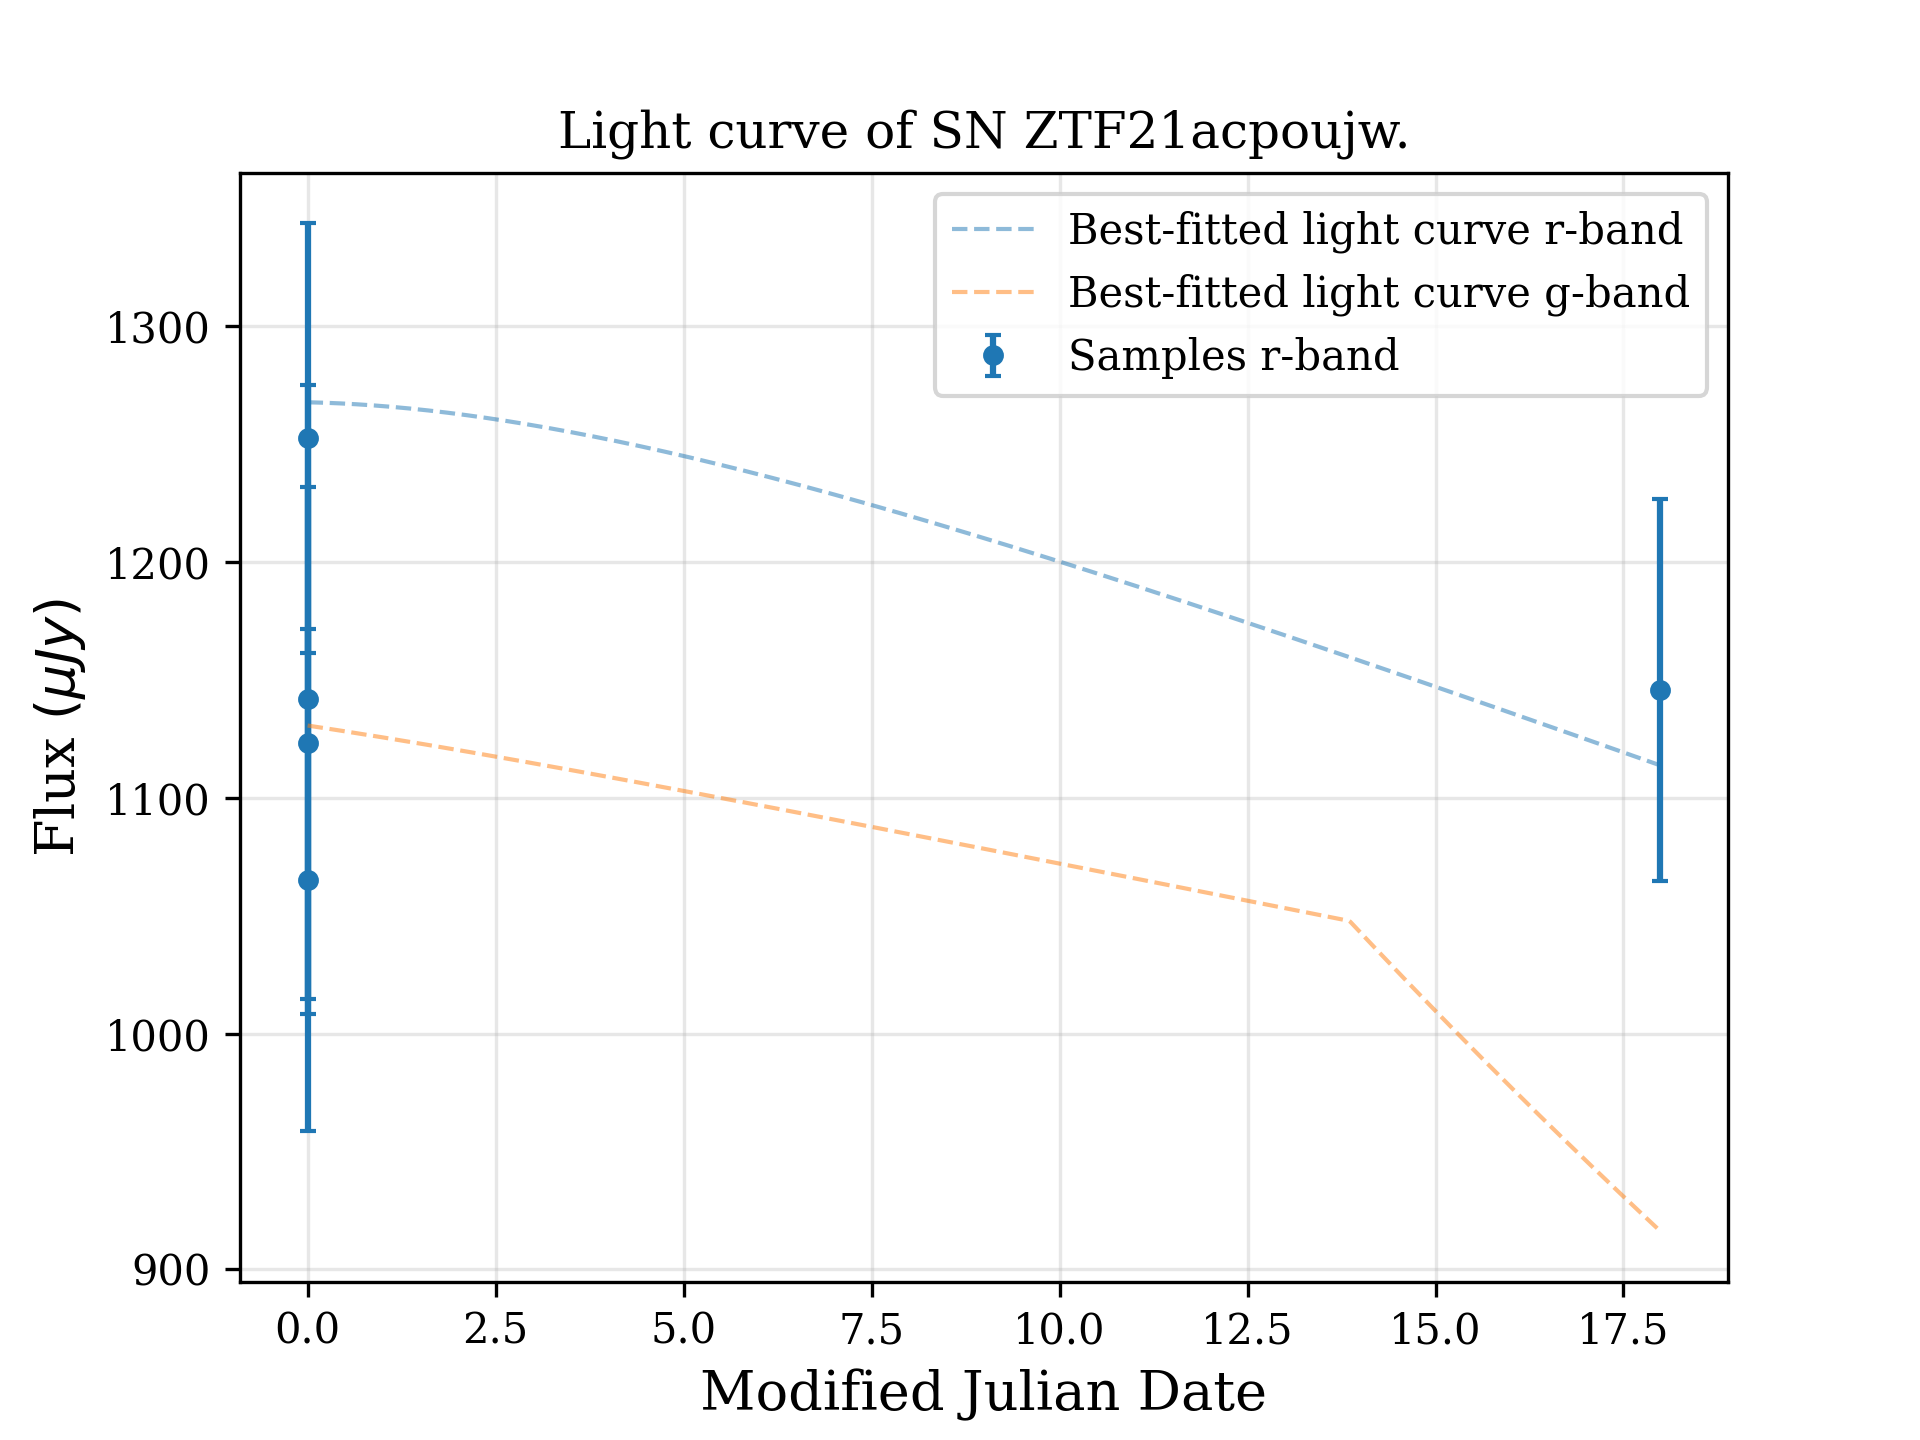 Light curve of SN ZTF21acpoujw.
Best-fitted light curve r-band
Best-fitted light curve g-band
Samples r-band
1300
1200
1100
1000
900
Flux (μJy)
0.0 2.5 5.0 7.5 10.0 12.5 15.0 17.5
Modified Julian Date